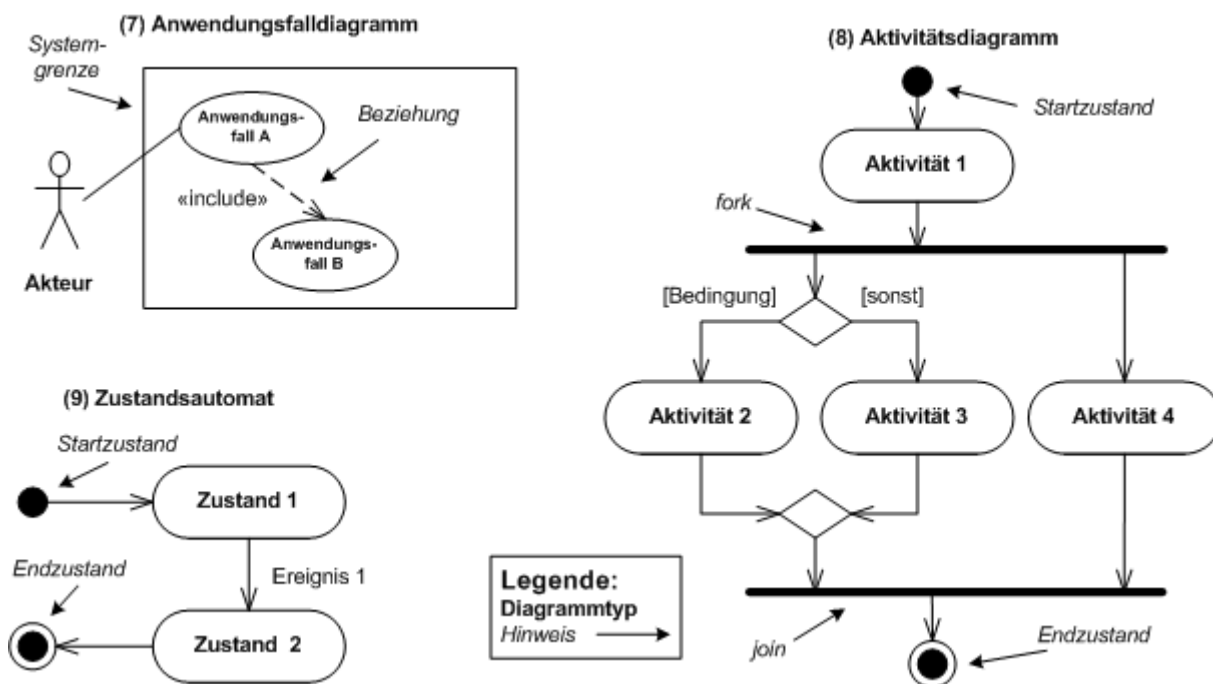 (7) Anwendungsfalldiagramm
System-
grenze
Anwendungs-
fall A
Beziehung
«include»
Anwendungs-
fall B
Akteur
(8) Aktivitätsdiagramm
Startzustand
Aktivität 1
fork
[Bedingung]
[sonst]
Aktivität 2
Aktivität 3
Aktivität 4
join
Endzustand
(9) Zustandsautomat
Startzustand
Zustand 1
Endzustand
Ereignis 1
Zustand 2
Legende:
Diagrammtyp
Hinweis